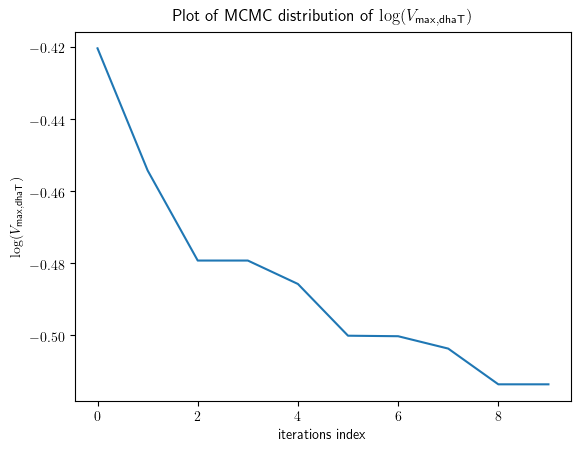 Plot of MCMC distribution of log(V_max,dhaT)
−0.42
−0.44
−0.46
−0.48
−0.50
log(V_max,dhaT)
0 2 4 6 8
iterations index